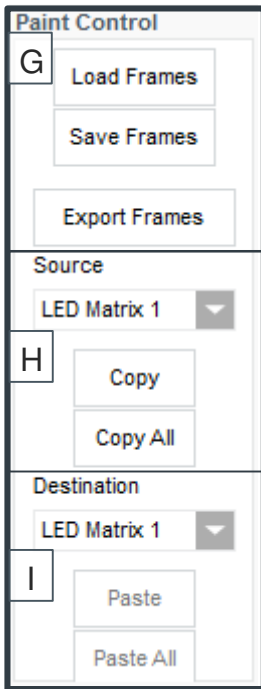 Paint Control
G
Load Frames
Save Frames
Export Frames
Source
LED Matrix 1
H
Copy
Copy All
Destination
LED Matrix 1
I
Paste
Paste All